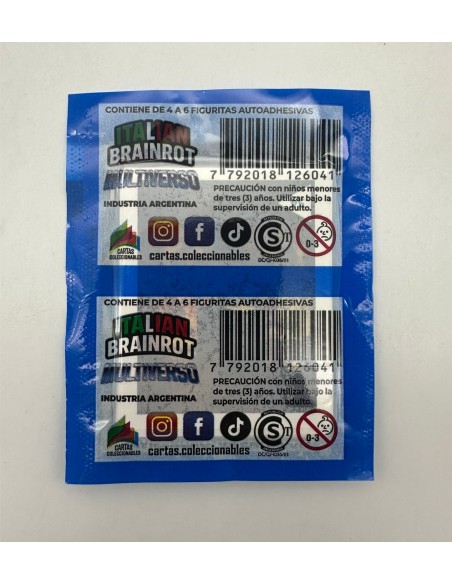 CONTIENE DE 4 A 6 FIGURITAS AUTOADHESIVAS
ITALIAN
BRAINROT
MULTIVERSO
INDUSTRIA ARGENTINA
7 792018 126041
PRECAUCIÓN con niños menores
de tres (3) años. Utilizar bajo la
supervisión de un adulto.
CARTAS
COLECCIONABLES
cartas.coleccionables
S
0-3
CONTIENE DE 4 A 6 FIGURITAS AUTOADHESIVAS
ITALIAN
BRAINROT
MULTIVERSO
INDUSTRIA ARGENTINA
7 792018 126041
PRECAUCIÓN con niños menores
de tres (3) años. Utilizar bajo la
supervisión de un adulto.
CARTAS
COLECCIONABLES
cartas.coleccionables
S
0-3